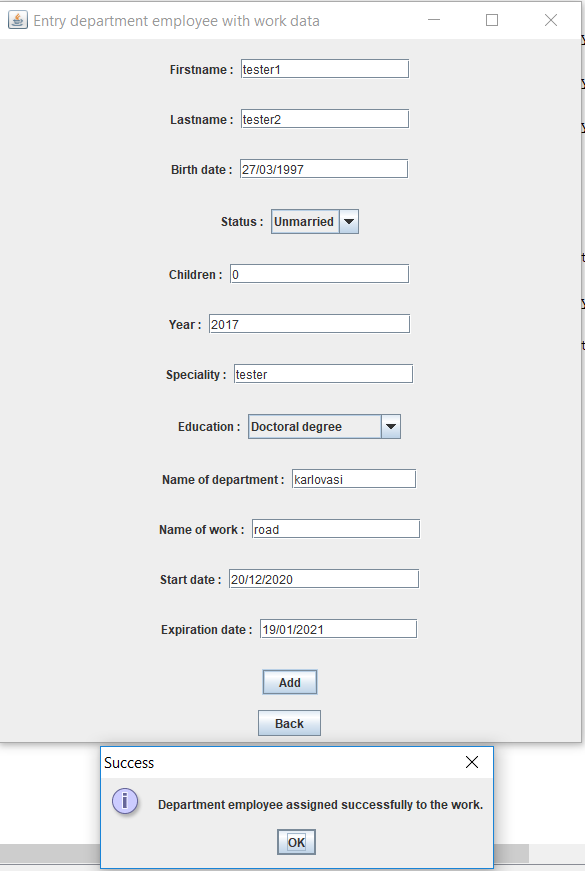 Entry department employee with work data
Firstname : tester1
Lastname : tester2
Birth date : 27/03/1997
Status : Unmarried
Children : 0
Year : 2017
Speciality : tester
Education : Doctoral degree
Name of department : karlovasi
Name of work : road
Start date : 20/12/2020
Expiration date : 19/01/2021
Add
Back
Success
Department employee assigned successfully to the work.
OK